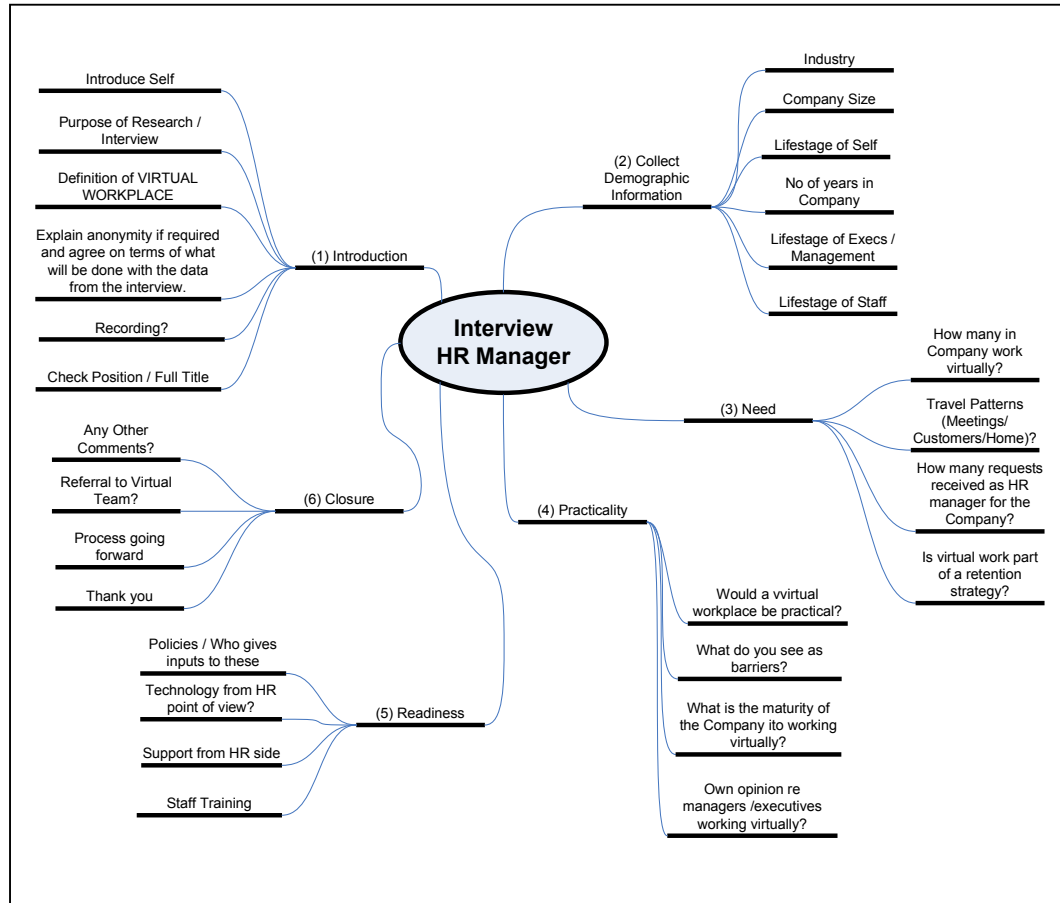 Interview
HR Manager
(1) Introduction
Introduce Self
Purpose of Research /
Interview
Definition of VIRTUAL
WORKPLACE
Explain anonymity if required
and agree on terms of what
will be done with the data
from the interview.
Recording?
Check Position / Full Title
(2) Collect
Demographic
Information
Industry
Company Size
Lifestage of Self
No of years in
Company
Lifestage of Execs /
Management
Lifestage of Staff
(3) Need
How many in
Company work
virtually?
Travel Patterns
(Meetings/
Customers/Home)?
How many requests
received as HR
manager for the
Company?
Is virtual work part
of a retention
strategy?
(4) Practicality
Would a vvirtual
workplace be practical?
What do you see as
barriers?
What is the maturity of
the Company ito working
virtually?
Own opinion re
managers /executives
working virtually?
(5) Readiness
Policies / Who gives
inputs to these
Technology from HR
point of view?
Support from HR side
Staff Training
(6) Closure
Any Other
Comments?
Referral to Virtual
Team?
Process going
forward
Thank you